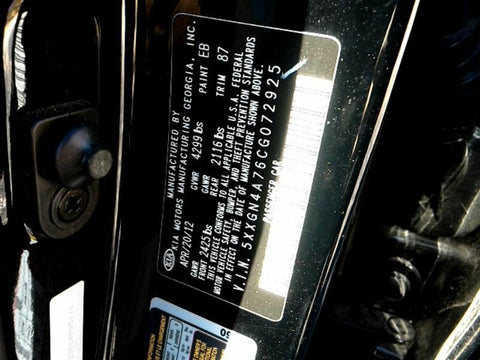 MANUFACTURED BY
KIA KIA MOTORS MANUFACTURING GEORGIA, INC.
APR/20/12 GVWR 4299 lbs PAINT EB
GAWR FRONT 2425 lbs GAWR REAR 2116 lbs TRIM 87
THIS VEHICLE CONFORMS TO ALL APPLICABLE U.S.A. FEDERAL
MOTOR VEHICLE SAFETY, BUMPER, AND THEFT PREVENTION STANDARDS
IN EFFECT ON THE DATE OF MANUFACTURE SHOWN ABOVE.
V.I.N. 5XXGN4A76CG072925
PASSENGER CAR